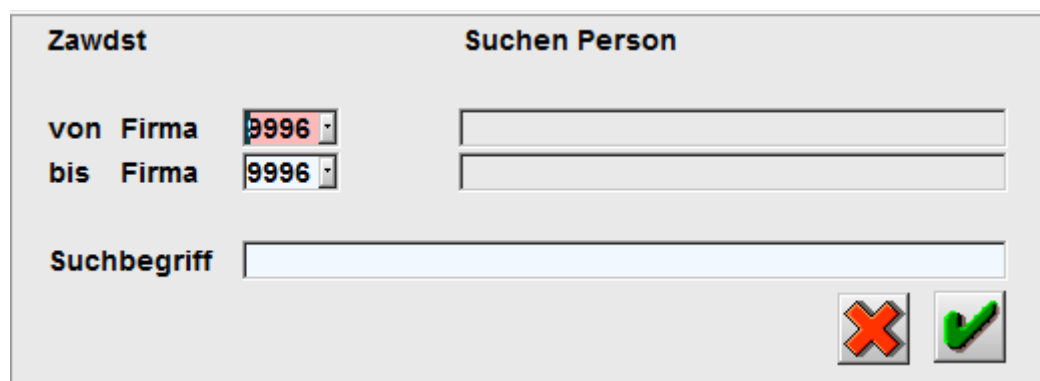 Zawdst Suchen Person
von Firma 9996
bis Firma 9996
Suchbegriff